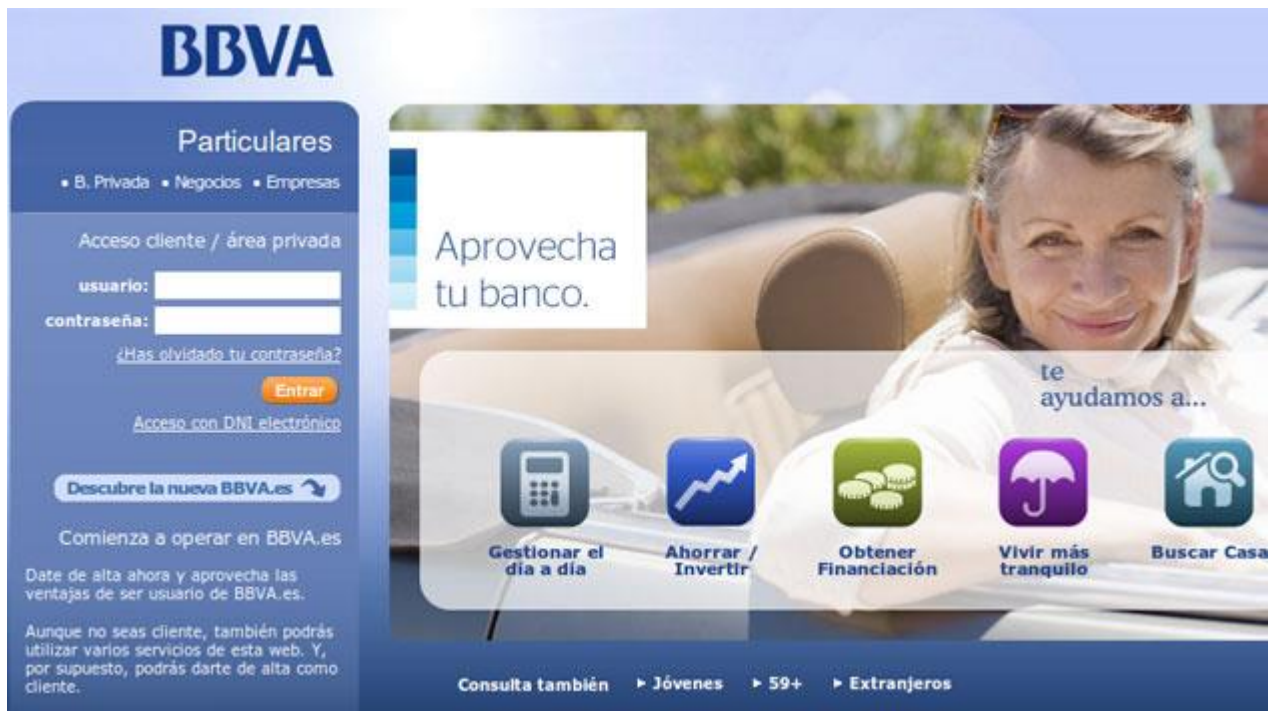 BBVA
Particulares
• B. Privada • Negocios • Empresas
Acceso cliente / área privada
usuario:
contraseña:
¿Has olvidado tu contraseña?
Entrar
Acceso con DNI electrónico
Descubre la nueva BBVA.es
Comienza a operar en BBVA.es
Date de alta ahora y aprovecha las
ventajas de ser usuario de BBVA.es.
Aunque no seas cliente, también podrás
utilizar varios servicios de esta web. Y,
por supuesto, podrás darte de alta como
cliente.
Aprovecha
tu banco.
te
ayudamos a...
Gestionar el
día a día
Ahorrar /
Invertir
Obtener
Financiación
Vivir más
tranquilo
Buscar Casa
Consulta también ▸ Jóvenes ▸ 59+ ▸ Extranjeros